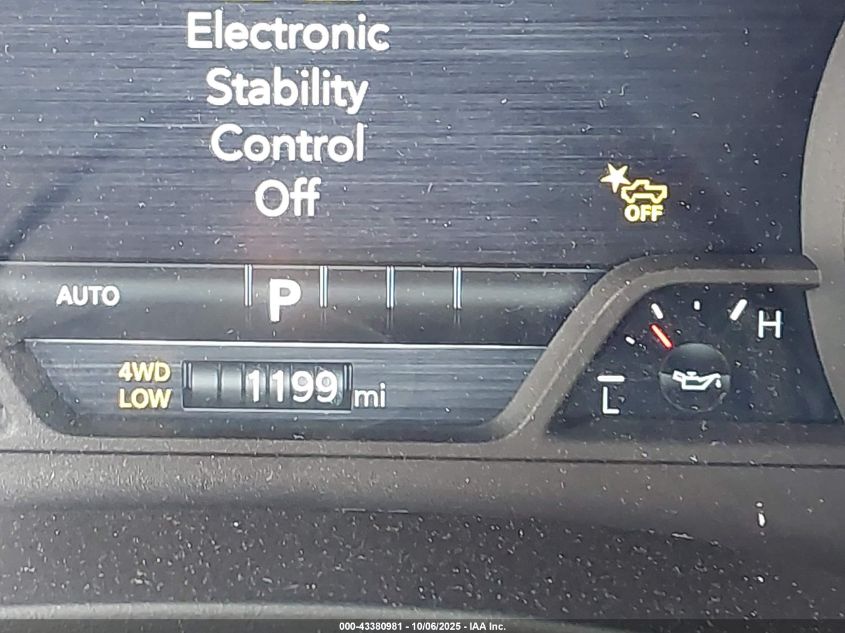 Electronic
Stability
Control
Off
OFF
AUTO P
H
4WD
LOW 1199 mi
L
000-43380981 - 10/06/2025 - IAA Inc.